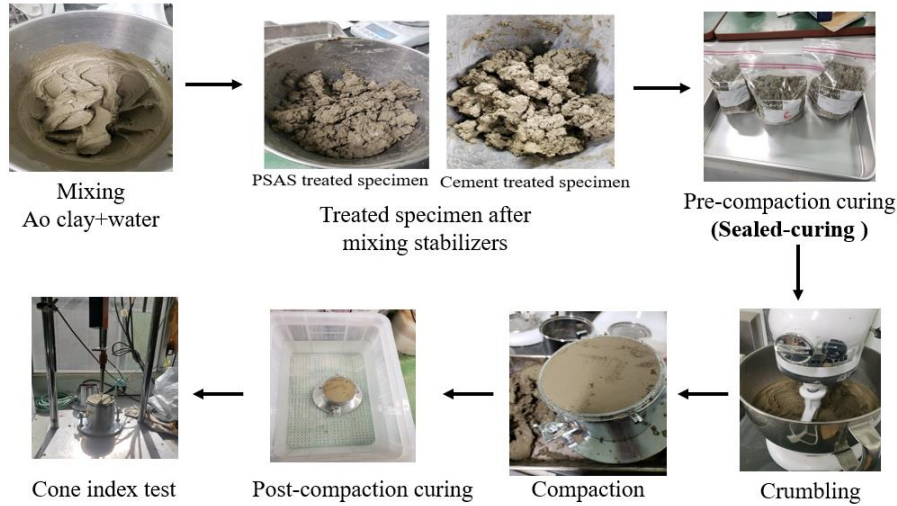 PSAS treated specimen
Cement treated specimen
Mixing
Ao clay+water
Treated specimen after
mixing stabilizers
Pre-compaction curing
(Sealed-curing )
Cone index test
Post-compaction curing
Compaction
Crumbling